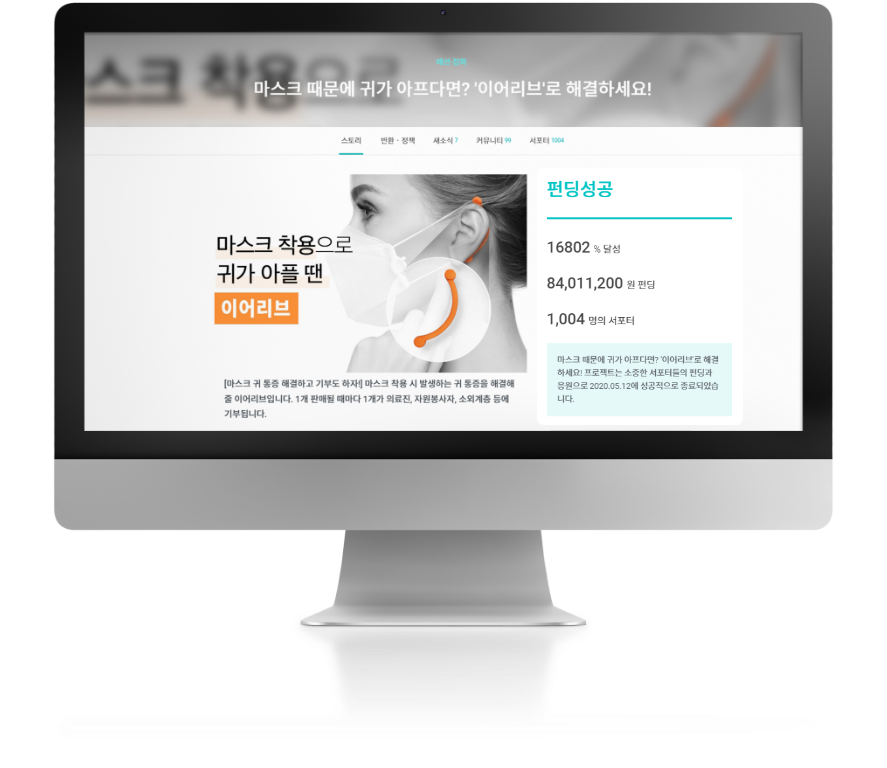 스크 착용으로
패션·잡화
마스크 때문에 귀가 아프다면? '이어리브'로 해결하세요!
스토리 반환 · 정책 새소식 7 커뮤니티 99 서포터 1004
마스크 착용으로
귀가 아플 땐
이어리브
[마스크 귀 통증 해결하고 기부도 하자!] 마스크 착용 시 발생하는 귀 통증을 해결해
줄 이어리브입니다. 1개 판매될 때마다 1개가 의료진, 자원봉사자, 소외계층 등에
기부됩니다.
펀딩성공
16802 % 달성
84,011,200 원 펀딩
1,004 명의 서포터
마스크 때문에 귀가 아프다면? '이어리브'로 해결
하세요! 프로젝트는 소중한 서포터들의 펀딩과
응원으로 2020.05.12에 성공적으로 종료되었습
니다.